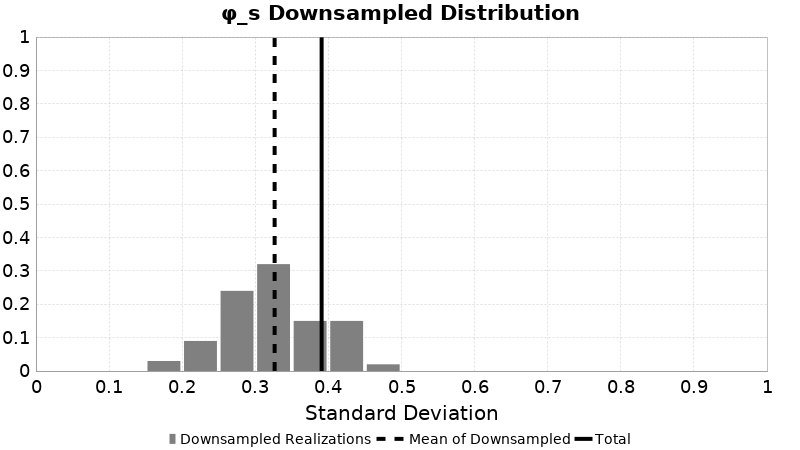 φ_s Downsampled Distribution
1
0.9
0.8
0.7
0.6
0.5
0.4
0.3
0.2
0.1
0
0 0.1 0.2 0.3 0.4 0.5 0.6 0.7 0.8 0.9 1
Standard Deviation
Downsampled Realizations Mean of Downsampled Total